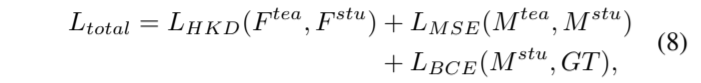 L_{total} = L_{HKD}(F^{tea}, F^{stu}) + L_{MSE}(M^{tea}, M^{stu})
+ L_{BCE}(M^{stu}, GT), (8)